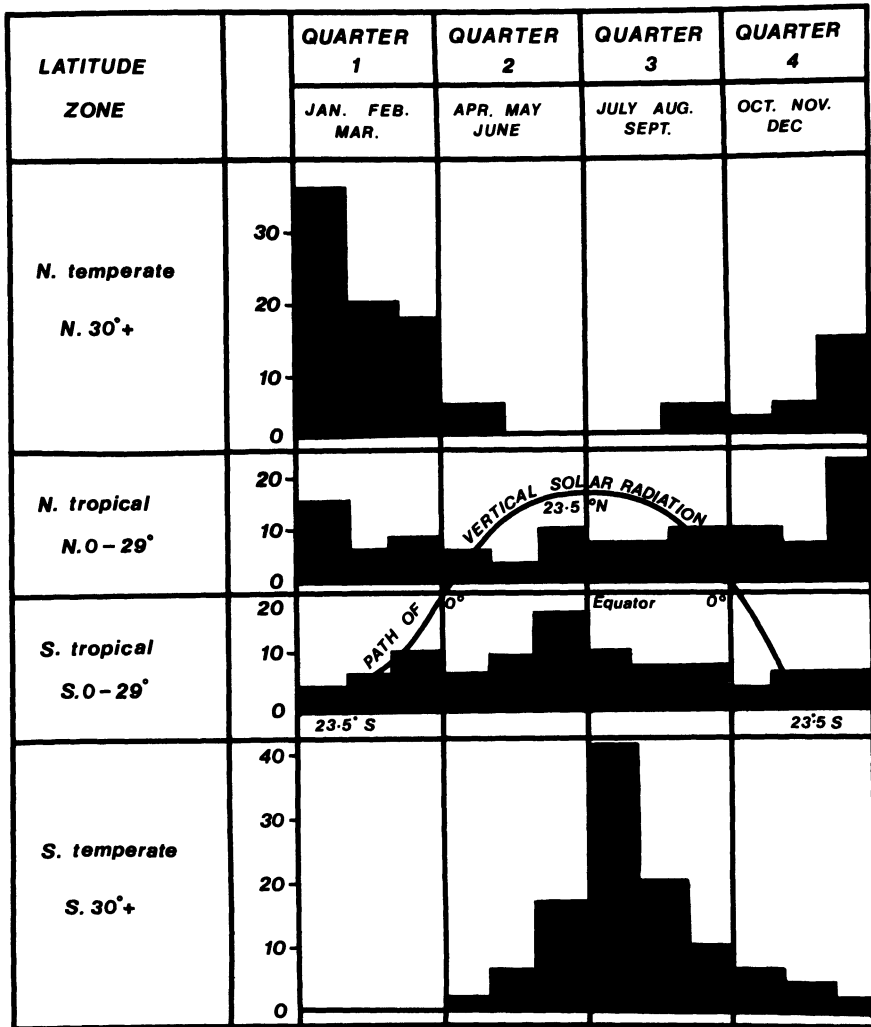 LATITUDE
ZONE
QUARTER
1
QUARTER
2
QUARTER
3
QUARTER
4
JAN. FEB.
MAR.
APR. MAY
JUNE
JULY AUG.
SEPT.
OCT. NOV.
DEC
N. temperate
N. 30°+
30
20
10
0
N. tropical
N. 0-29°
20
10
0
VERTICAL SOLAR RADIATION
23·5 °N
S. tropical
S. 0-29°
20
10
0
PATH OF
0°
Equator
0°
23·5° S
23·5 S
S. temperate
S. 30°+
40
30
20
10
0